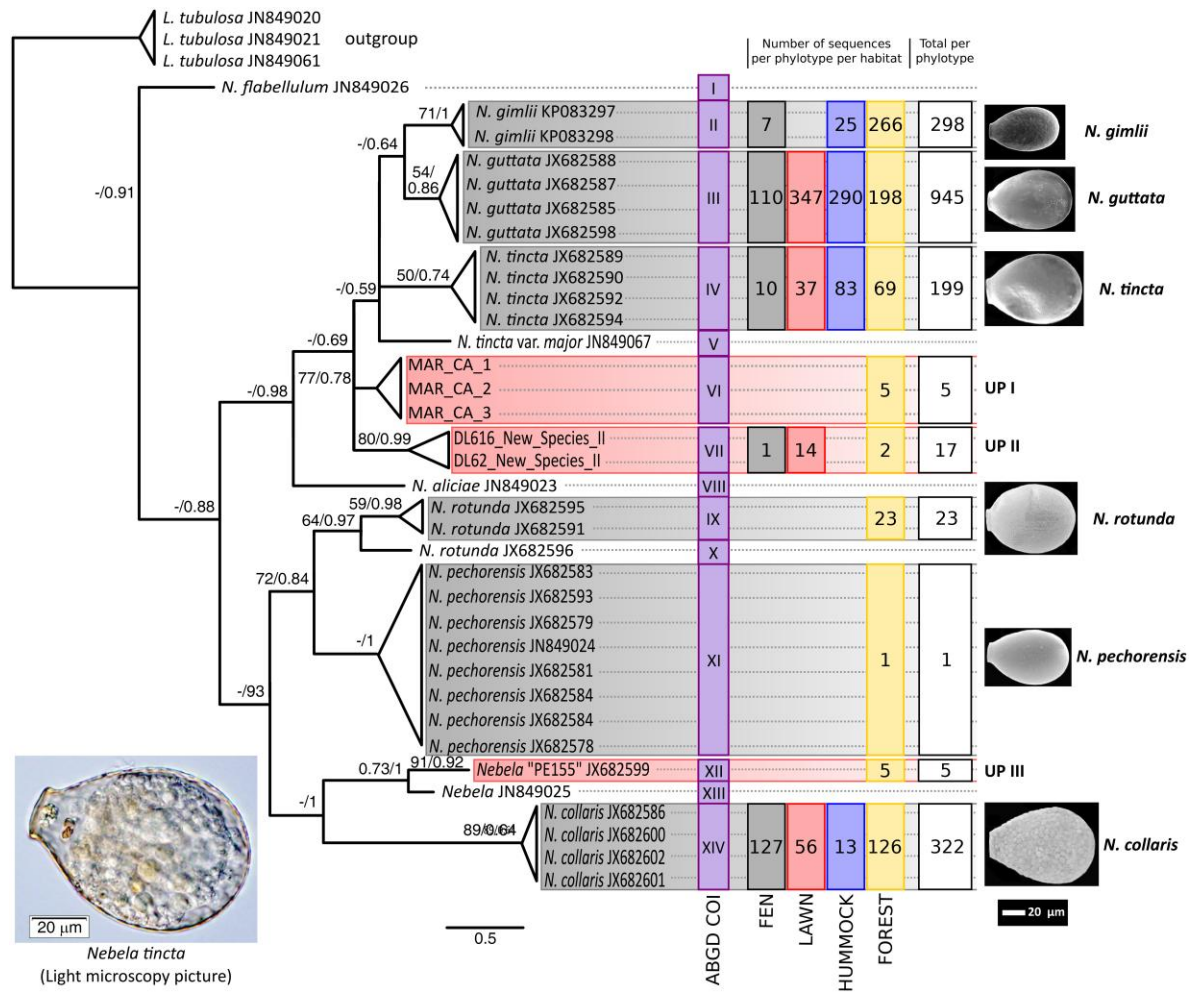 L. tubulosa JN849020
L. tubulosa JN849021
L. tubulosa JN849061
outgroup
Number of sequences
per phylotype per habitat
Total per
phylotype
N. flabellulum JN849026
I
-/0.91
71/1
N. gimlii KP083297
N. gimlii KP083298
II
7
25
266
298
N. gimlii
-/0.64
54/
0.86
N. guttata JX682588
N. guttata JX682587
N. guttata JX682585
N. guttata JX682598
III
110
347
290
198
945
N. guttata
-/0.59
50/0.74
N. tincta JX682589
N. tincta JX682590
N. tincta JX682592
N. tincta JX682594
IV
10
37
83
69
199
N. tincta
N. tincta var. major JN849067
V
-/0.69
77/0.78
MAR_CA_1
MAR_CA_2
MAR_CA_3
VI
5
5
UP I
-/0.98
80/0.99
DL616_New_Species_II
DL62_New_Species_II
VII
1
14
2
17
UP II
N. aliciae JN849023
VIII
-/0.88
59/0.98
64/0.97
N. rotunda JX682595
N. rotunda JX682591
IX
23
23
N. rotunda
N. rotunda JX682596
X
72/0.84
-/1
N. pechorensis JX682583
N. pechorensis JX682593
N. pechorensis JX682579
N. pechorensis JN849024
N. pechorensis JX682581
N. pechorensis JX682584
N. pechorensis JX682584
N. pechorensis JX682578
XI
1
1
N. pechorensis
-/93
0.73/1
91/0.92
Nebela "PE155" JX682599
XII
5
5
UP III
Nebela JN849025
XIII
-/1
89/0.64
N. collaris JX682586
N. collaris JX682600
N. collaris JX682602
N. collaris JX682601
XIV
127
56
13
126
322
N. collaris
20 μm
0.5
ABGD COI
FEN
LAWN
HUMMOCK
FOREST
20 μm
Nebela tincta
(Light microscopy picture)